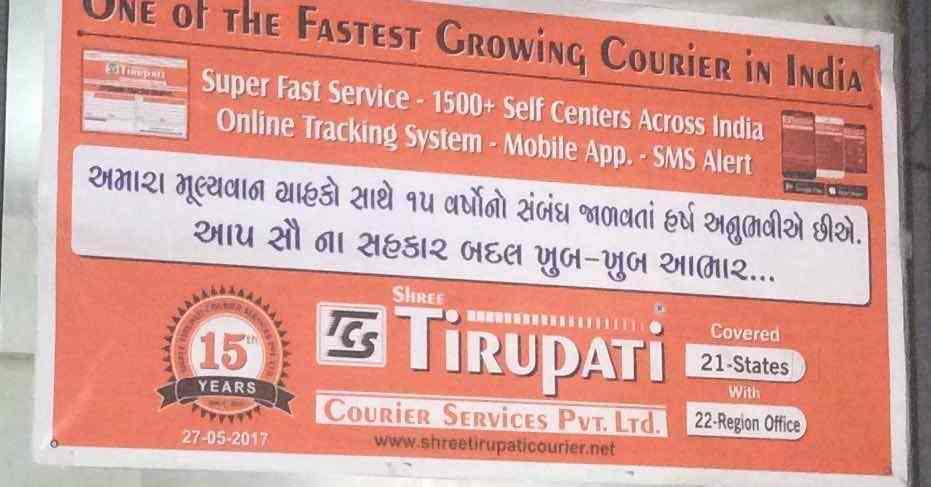 ONE OF THE FASTEST GROWING COURIER IN INDIA
Tirupati
Super Fast Service - 1500+ Self Centers Across India
Online Tracking System - Mobile App. - SMS Alert
અમારા મૂલ્યવાન ગ્રાહકો સાથે ૧૫ વર્ષોનો સંબંધ જાળવતાં હર્ષ અનુભવીએ છીએ.
આપ સૌ ના સહકાર બદલ ખુબ-ખુબ આભાર...
15TH
YEARS
27-05-2017
TCS
SHREE
TIRUPATI
®
COURIER SERVICES PVT. LTD.
www.shreetirupaticourier.net
Covered
21-States
With
22-Region Office